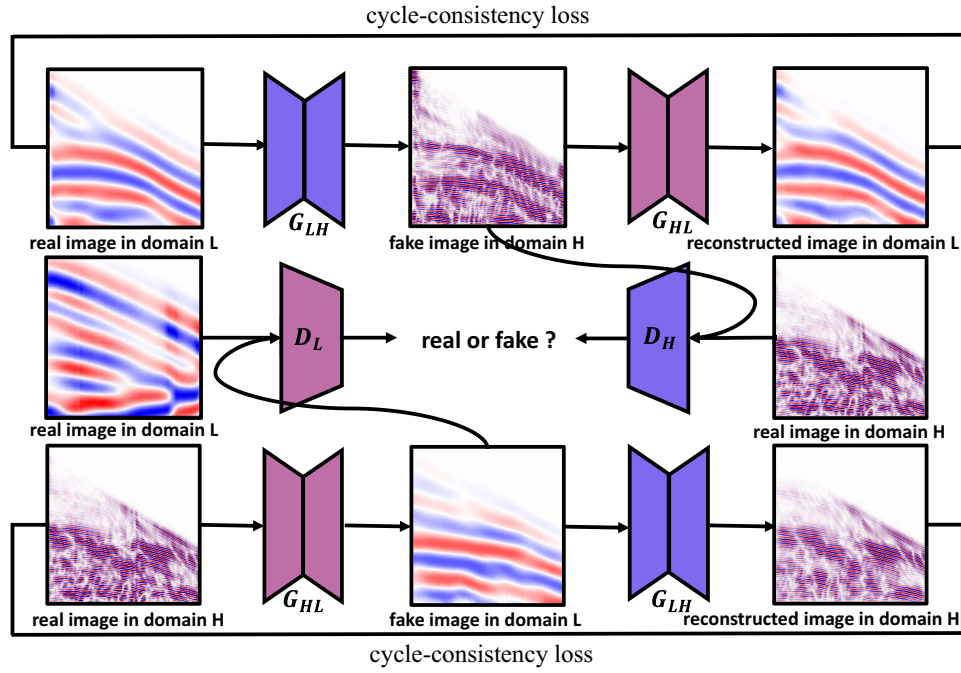 cycle-consistency loss
G_LH
G_HL
real image in domain L
fake image in domain H
reconstructed image in domain L
D_L
real or fake ?
D_H
real image in domain L
real image in domain H
G_HL
G_LH
real image in domain H
fake image in domain L
reconstructed image in domain H
cycle-consistency loss